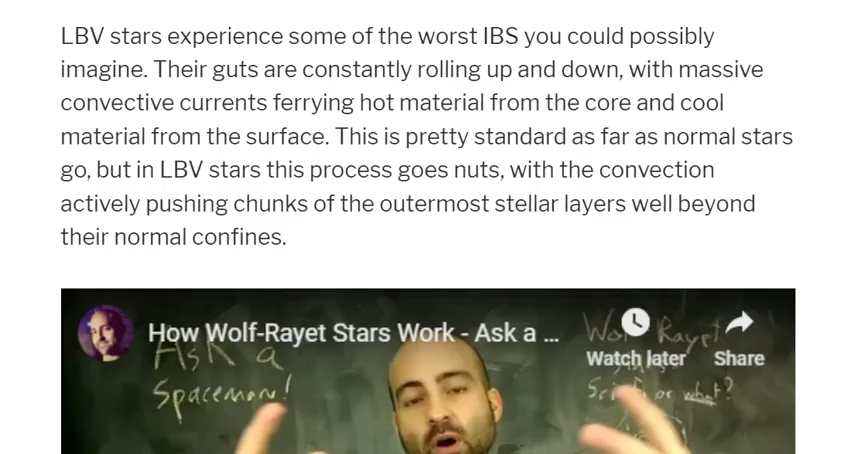 LBV stars experience some of the worst IBS you could possibly
imagine. Their guts are constantly rolling up and down, with massive
convective currents ferrying hot material from the core and cool
material from the surface. This is pretty standard as far as normal stars
go, but in LBV stars this process goes nuts, with the convection
actively pushing chunks of the outermost stellar layers well beyond
their normal confines.
How Wolf-Rayet Stars Work - Ask a ...
Watch later Share
Ask a
Spaceman!
Rayet
or what?